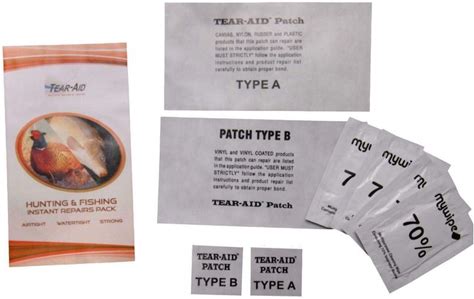 TEAR-AID
HUNTING & FISHING
INSTANT REPAIRS PACK
AIRTIGHT WATERTIGHT STRONG
TEAR-AID® Patch
CANVAS, NYLON, RUBBER and PLASTIC
products that this patch can repair are listed
in the application guide. "USER
MUST STRICTLY" follow the application
instructions and product repair list
carefully to obtain proper bond.
TYPE A
PATCH TYPE B
VINYL and VINYL COATED products
that this patch can repair are listed
in the application guide. "USER MUST
STRICTLY" follow the application
instructions and product repair list
carefully to obtain proper bond.
TEAR-AID® Patch
TEAR-AID®
PATCH
TYPE B
TEAR-AID®
PATCH
TYPE A
7
7
mywipe
70%